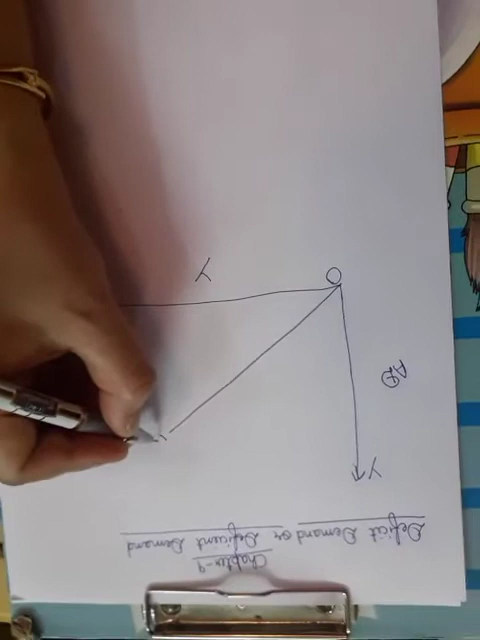 Chapter-9
Deficit Demand or Deficient Demand
Y
AD
O
Y